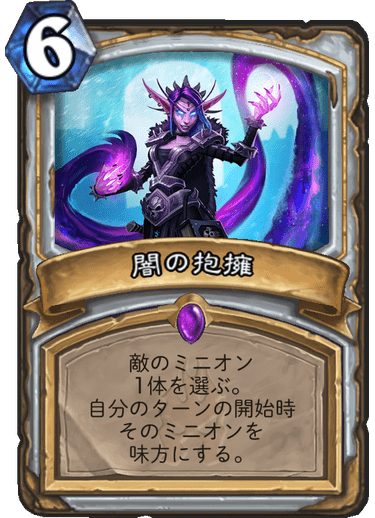 6
闇の抱擁
敵のミニオン
1体を選ぶ。
自分のターンの開始時
そのミニオンを
味方にする。